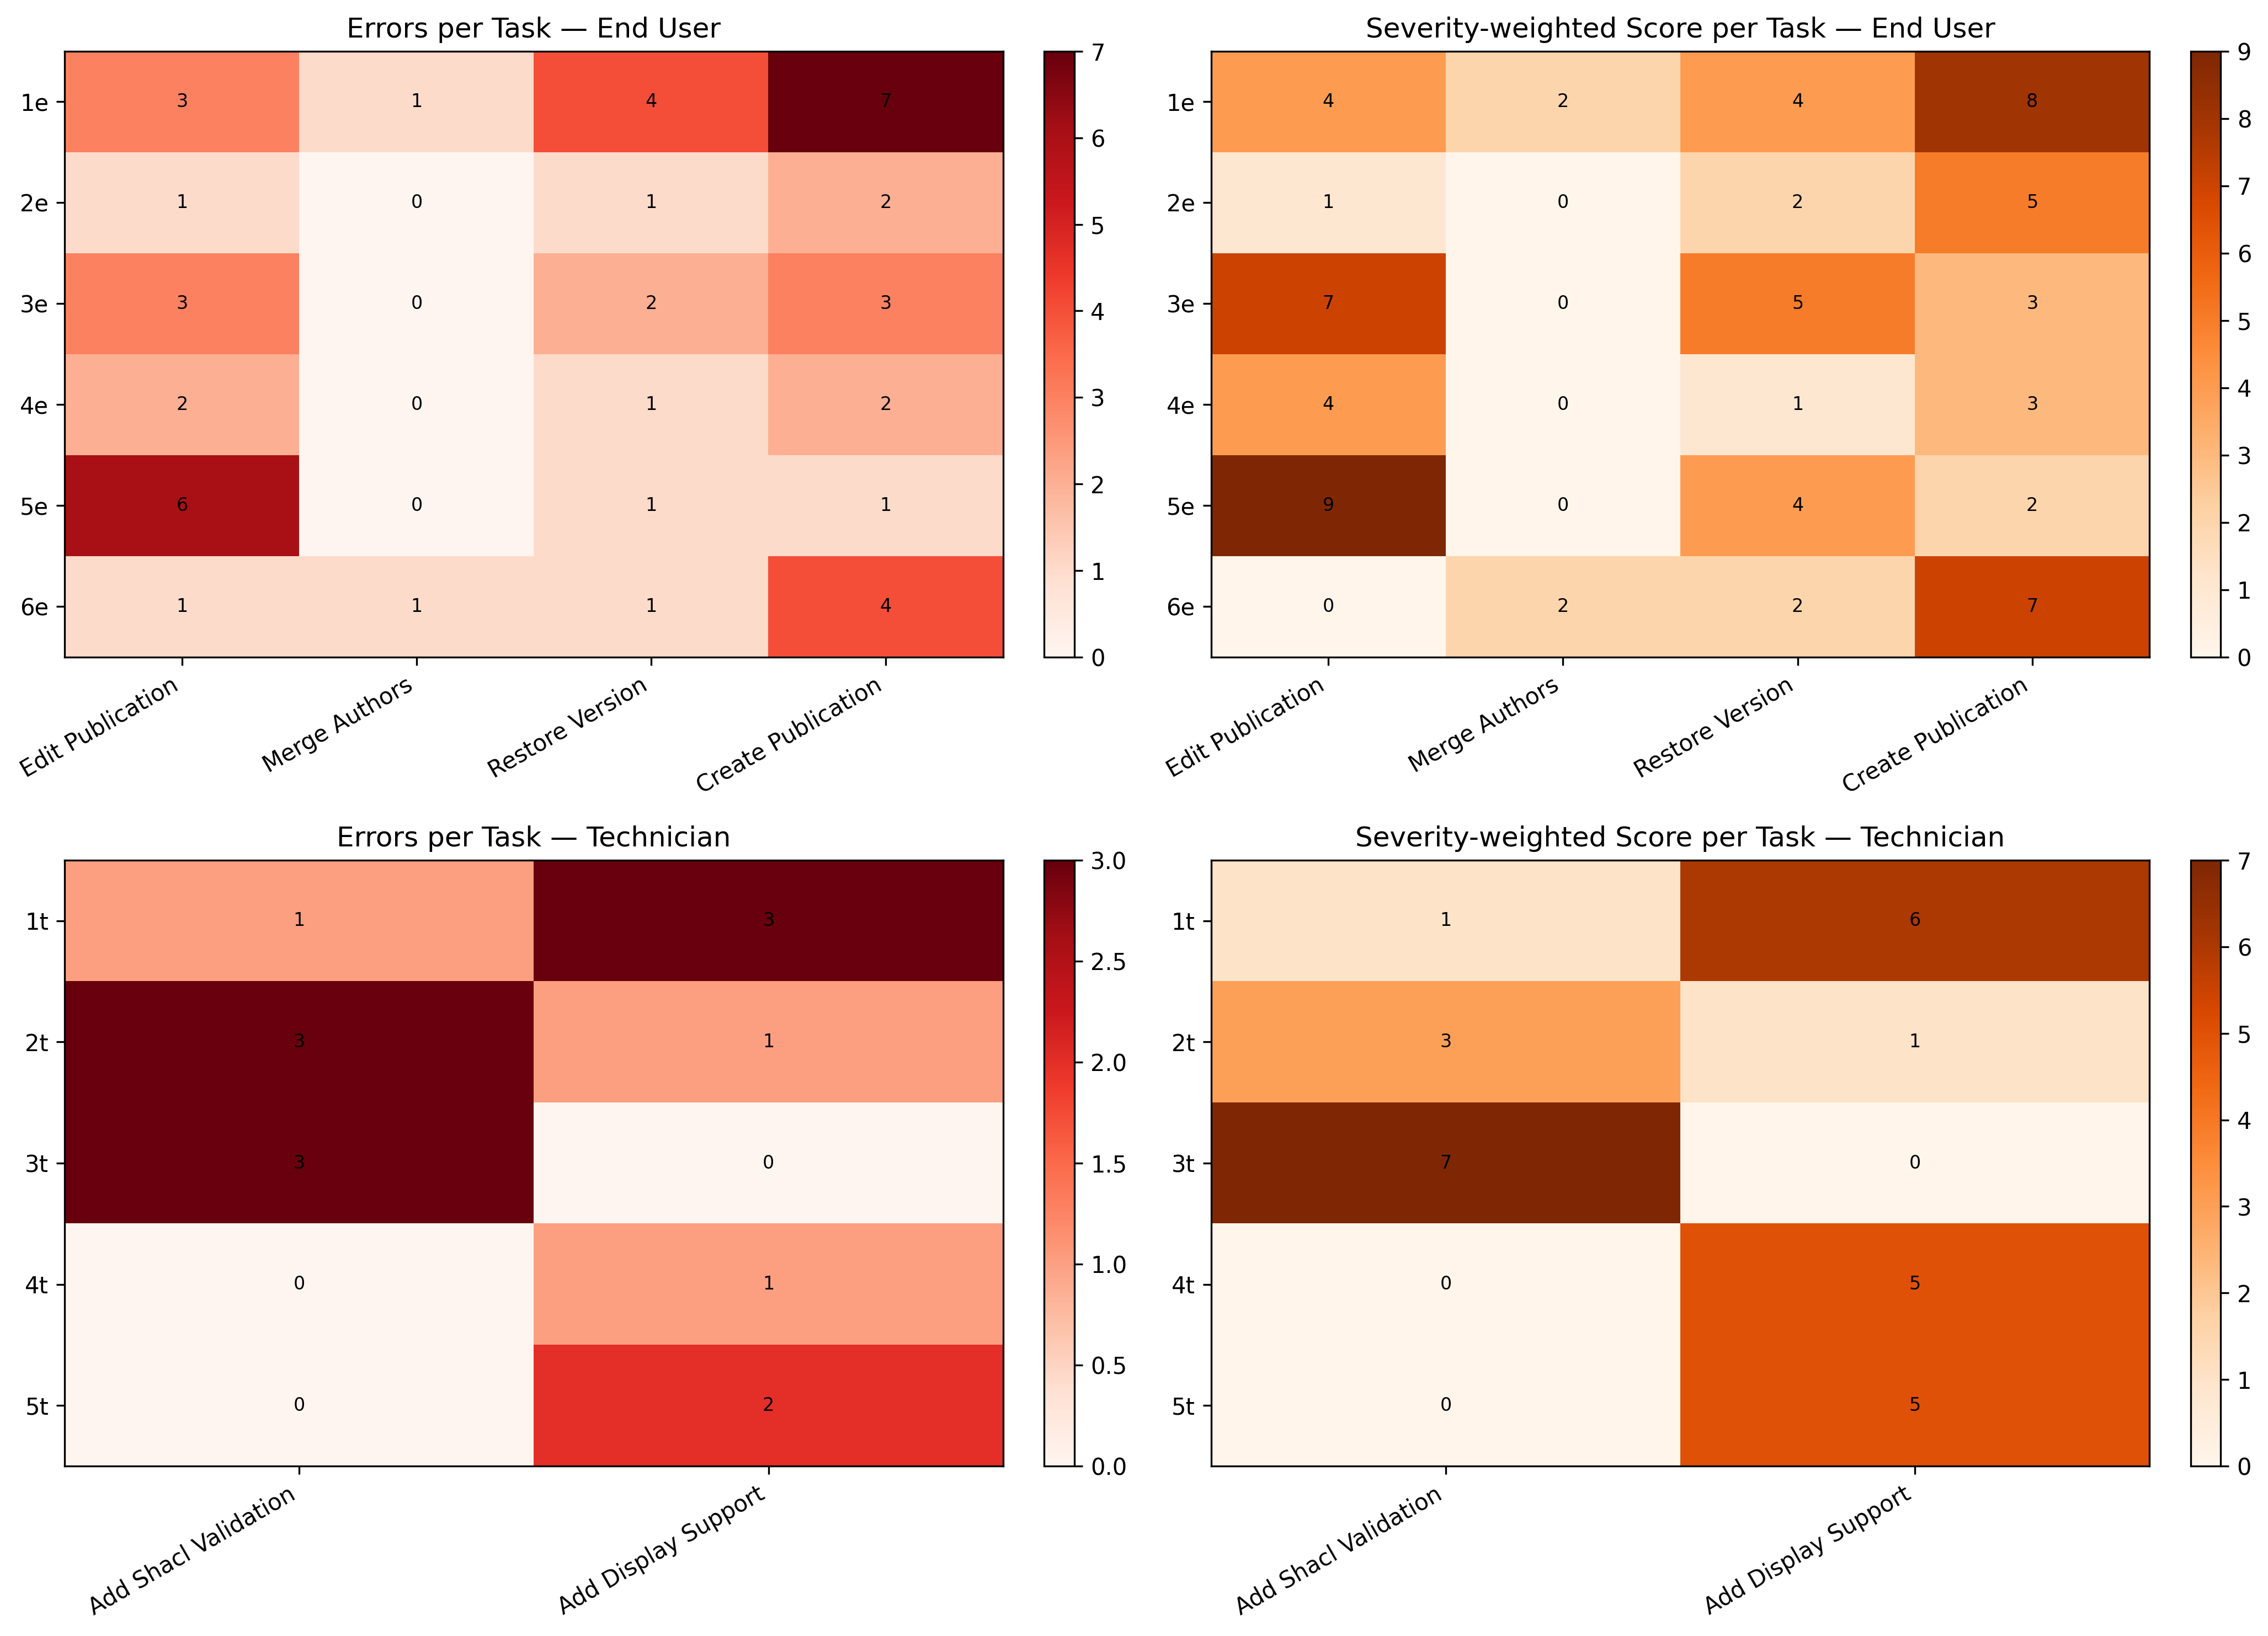 Errors per Task — End User
1e 3 1 4 7
2e 1 0 1 2
3e 3 0 2 3
4e 2 0 1 2
5e 6 0 1 1
6e 1 1 1 4
Edit Publication
Merge Authors
Restore Version
Create Publication
7
6
5
4
3
2
1
0
Severity-weighted Score per Task — End User
1e 4 2 4 8
2e 1 0 2 5
3e 7 0 5 3
4e 4 0 1 3
5e 9 0 4 2
6e 0 2 2 7
Edit Publication
Merge Authors
Restore Version
Create Publication
9
8
7
6
5
4
3
2
1
0
Errors per Task — Technician
1t 1 3
2t 3 1
3t 3 0
4t 0 1
5t 0 2
Add Shacl Validation
Add Display Support
3.0
2.5
2.0
1.5
1.0
0.5
0.0
Severity-weighted Score per Task — Technician
1t 1 6
2t 3 1
3t 7 0
4t 0 5
5t 0 5
Add Shacl Validation
Add Display Support
7
6
5
4
3
2
1
0